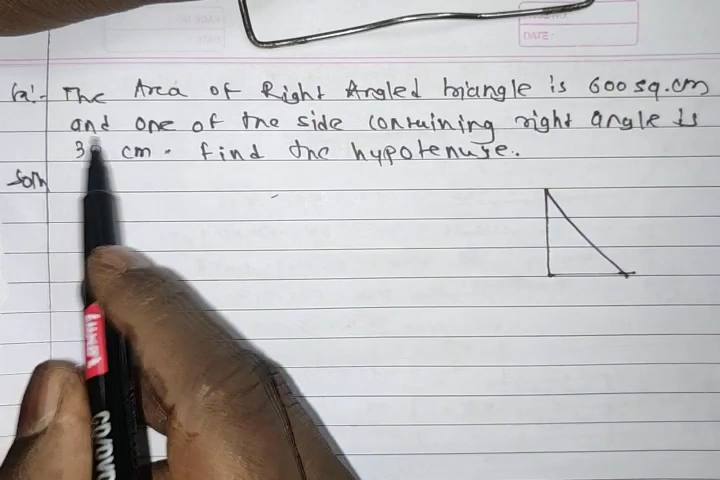 Q:- The Area of Right Angled triangle is 600 sq.cm
and one of the side containing right angle is
cm. find the hypotenuse.
Soln
DATE: